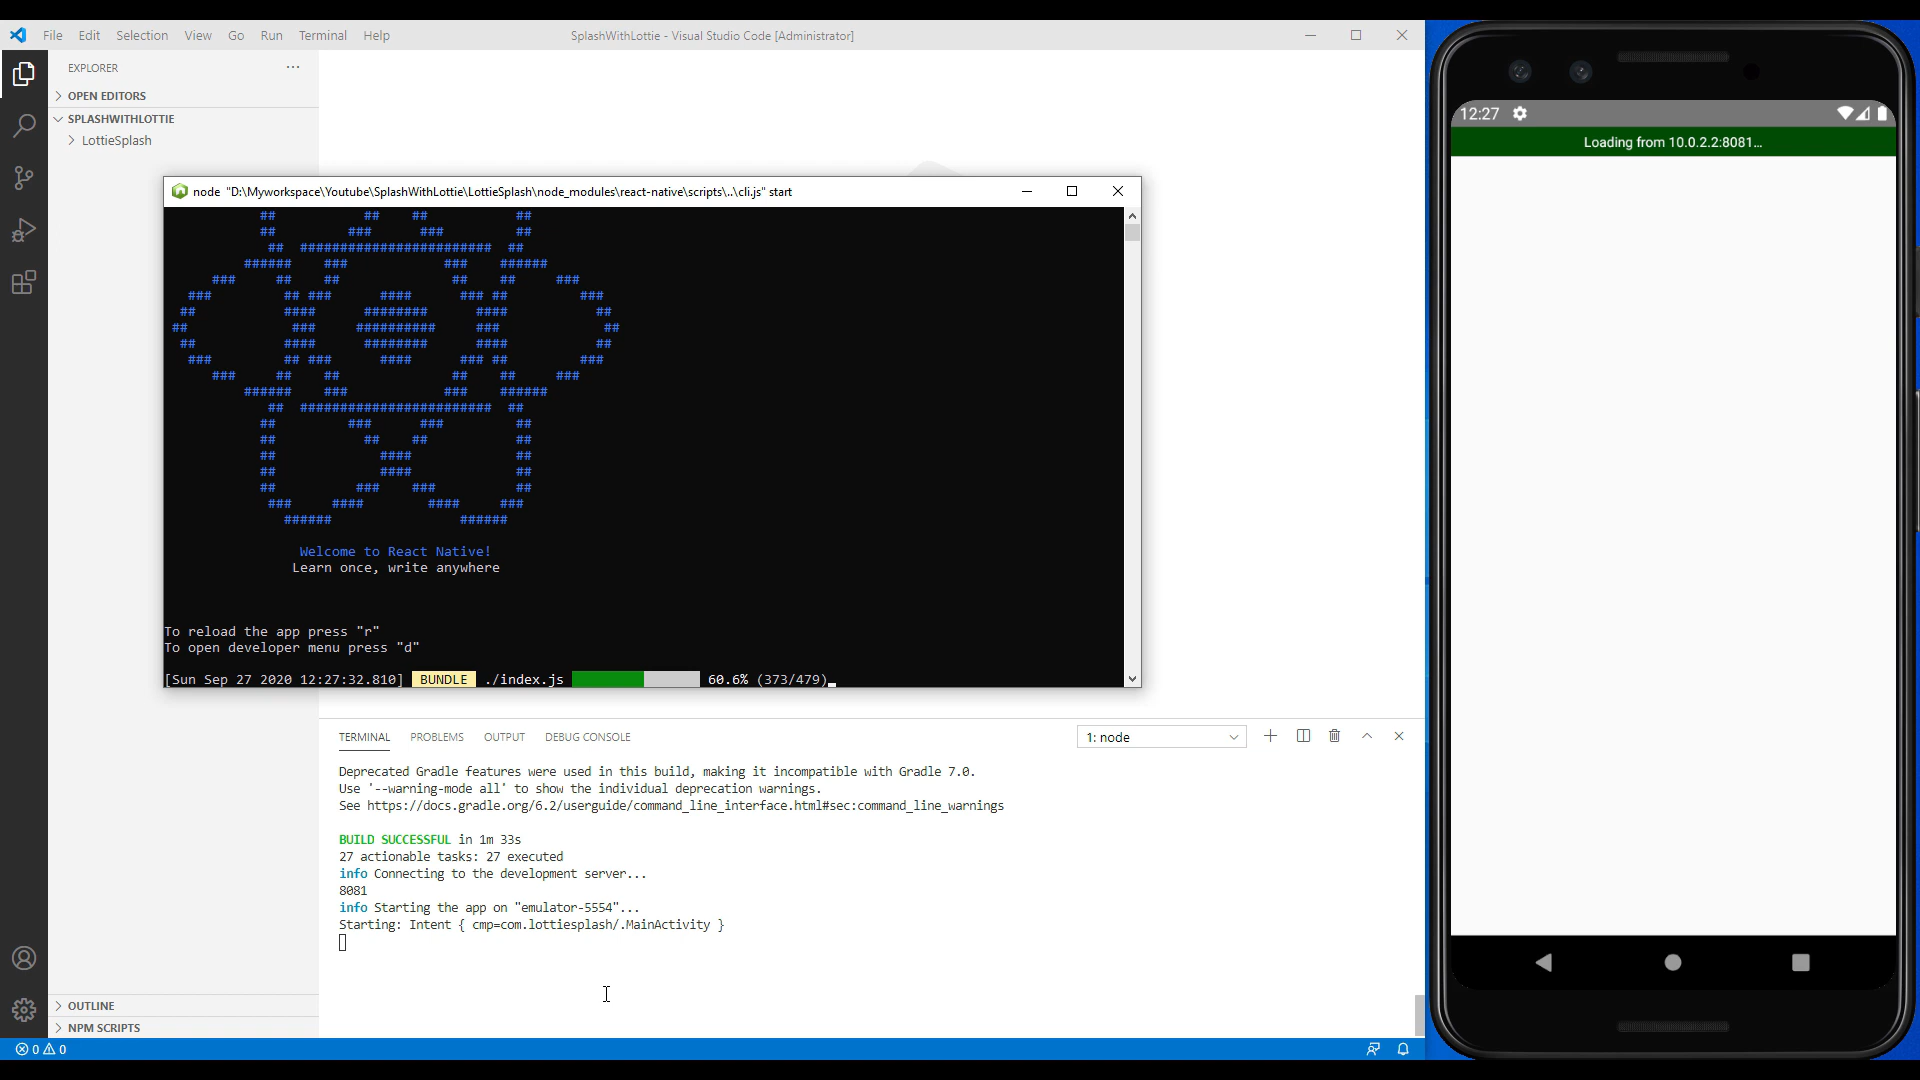 File Edit Selection View Go Run Terminal Help
SplashWithLottie - Visual Studio Code [Administrator]
EXPLORER
OPEN EDITORS
SPLASHWITHLOTTIE
LottieSplash
node "D:\Myworkspace\Youtube\SplashWithLottie\LottieSplash\node_modules\react-native\scripts\..\cli.js" start
Welcome to React Native!
Learn once, write anywhere
To reload the app press "r"
To open developer menu press "d"
[Sun Sep 27 2020 12:27:32.810] BUNDLE ./index.js 60.6% (373/479)
TERMINAL PROBLEMS OUTPUT DEBUG CONSOLE
1: node
Deprecated Gradle features were used in this build, making it incompatible with Gradle 7.0.
Use '--warning-mode all' to show the individual deprecation warnings.
See https://docs.gradle.org/6.2/userguide/command_line_interface.html#sec:command_line_warnings
BUILD SUCCESSFUL in 1m 33s
27 actionable tasks: 27 executed
info Connecting to the development server...
8081
info Starting the app on "emulator-5554"...
Starting: Intent { cmp=com.lottiesplash/.MainActivity }
OUTLINE
NPM SCRIPTS
0 0
12:27
Loading from 10.0.2.2:8081...